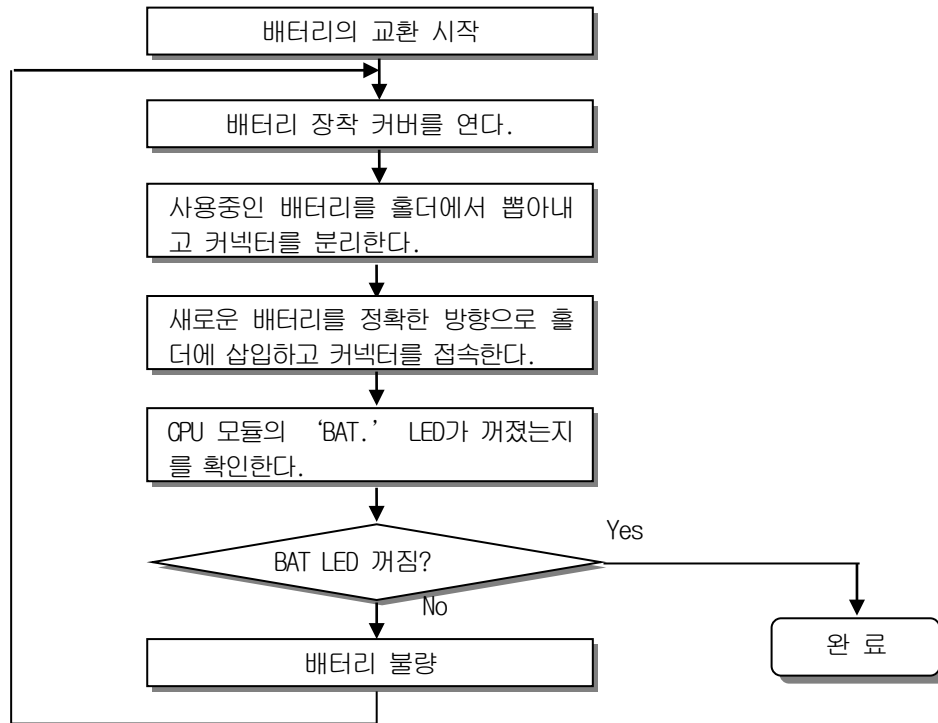 배터리의 교환 시작
배터리 장착 커버를 연다.
사용중인 배터리를 홀더에서 뽑아내
고 커넥터를 분리한다.
새로운 배터리를 정확한 방향으로 홀
더에 삽입하고 커넥터를 접속한다.
CPU 모듈의 ‘BAT.’ LED가 꺼졌는지
를 확인한다.
Yes
BAT LED 꺼짐?
No
완 료
배터리 불량